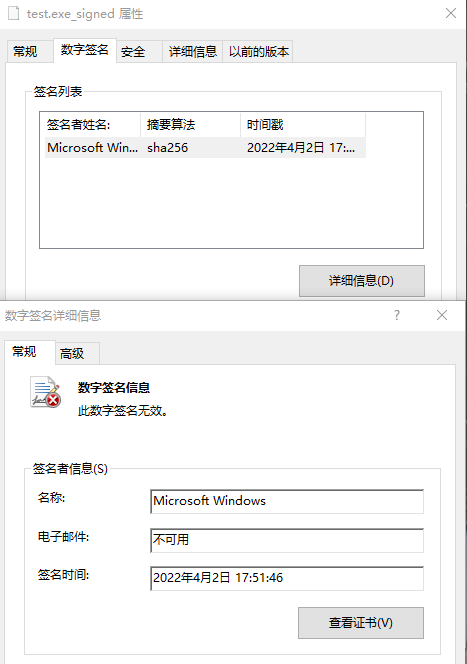 test.exe_signed 属性
常规 数字签名 安全 详细信息 以前的版本
签名列表
签名者姓名: 摘要算法 时间戳
Microsoft Win... sha256 2022年4月2日 17:...
详细信息(D)
数字签名详细信息
?
常规 高级
数字签名信息
此数字签名无效。
签名者信息(S)
名称: Microsoft Windows
电子邮件: 不可用
签名时间: 2022年4月2日 17:51:46
查看证书(V)